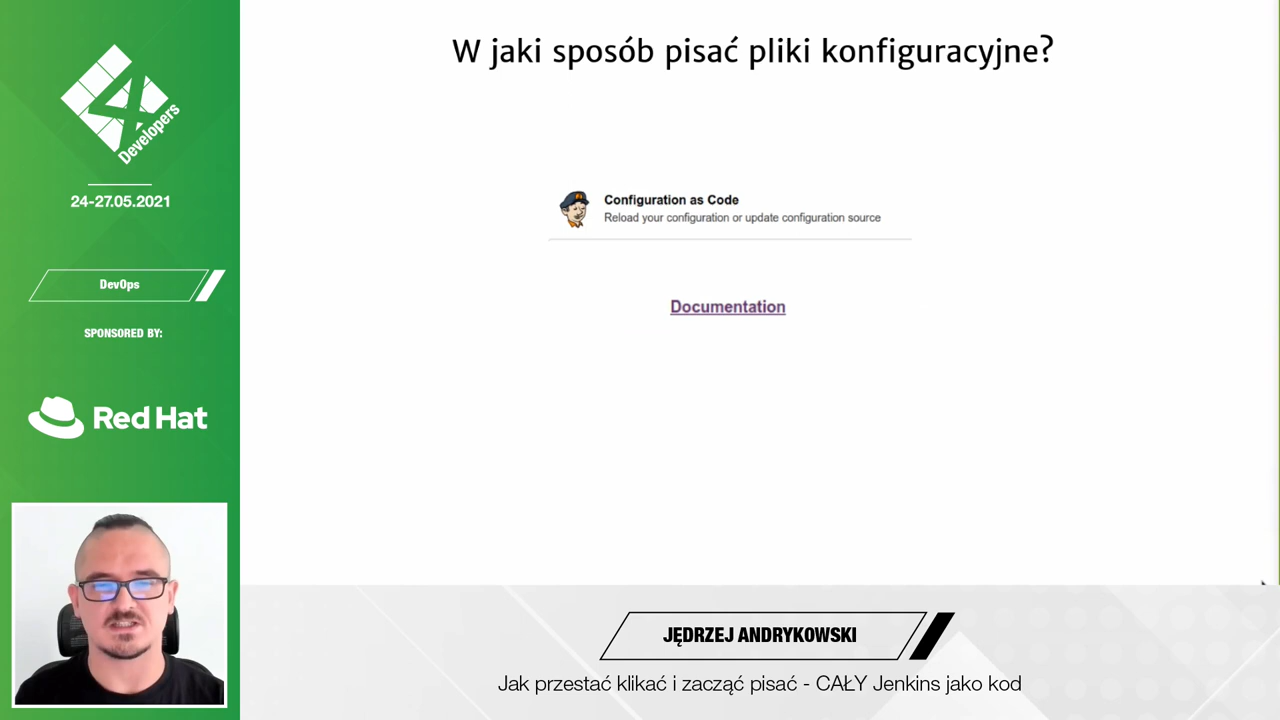 4
Developers
24-27.05.2021
DevOps
SPONSORED BY:
Red Hat
W jaki sposób pisać pliki konfiguracyjne?
Configuration as Code
Reload your configuration or update configuration source
Documentation
JĘDRZEJ ANDRYKOWSKI
Jak przestać klikać i zacząć pisać - CAŁY Jenkins jako kod